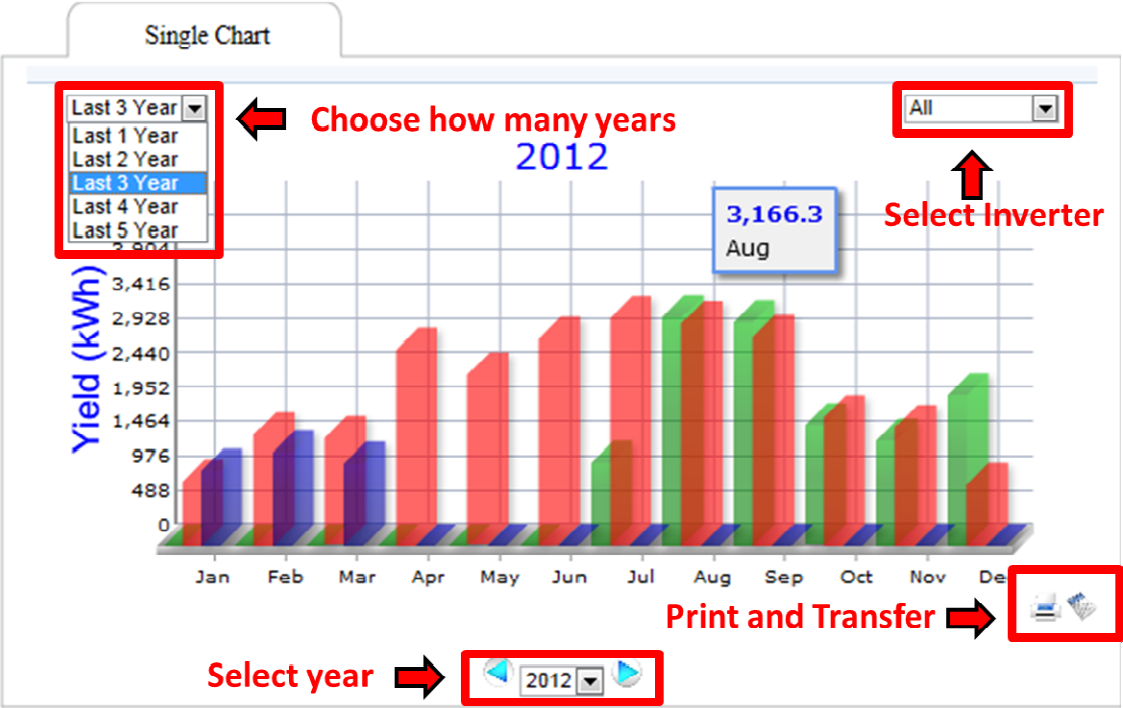 Single Chart
Last 3 Year
All
Last 1 Year
Last 2 Year
Last 3 Year
Last 4 Year
Last 5 Year
Choose how many years
2012
Select Inverter
3,166.3
Aug
Yield (kWh)
3,904
3,416
2,928
2,440
1,952
1,464
976
488
0
Jan Feb Mar Apr May Jun Jul Aug Sep Oct Nov
Print and Transfer
Select year
2012